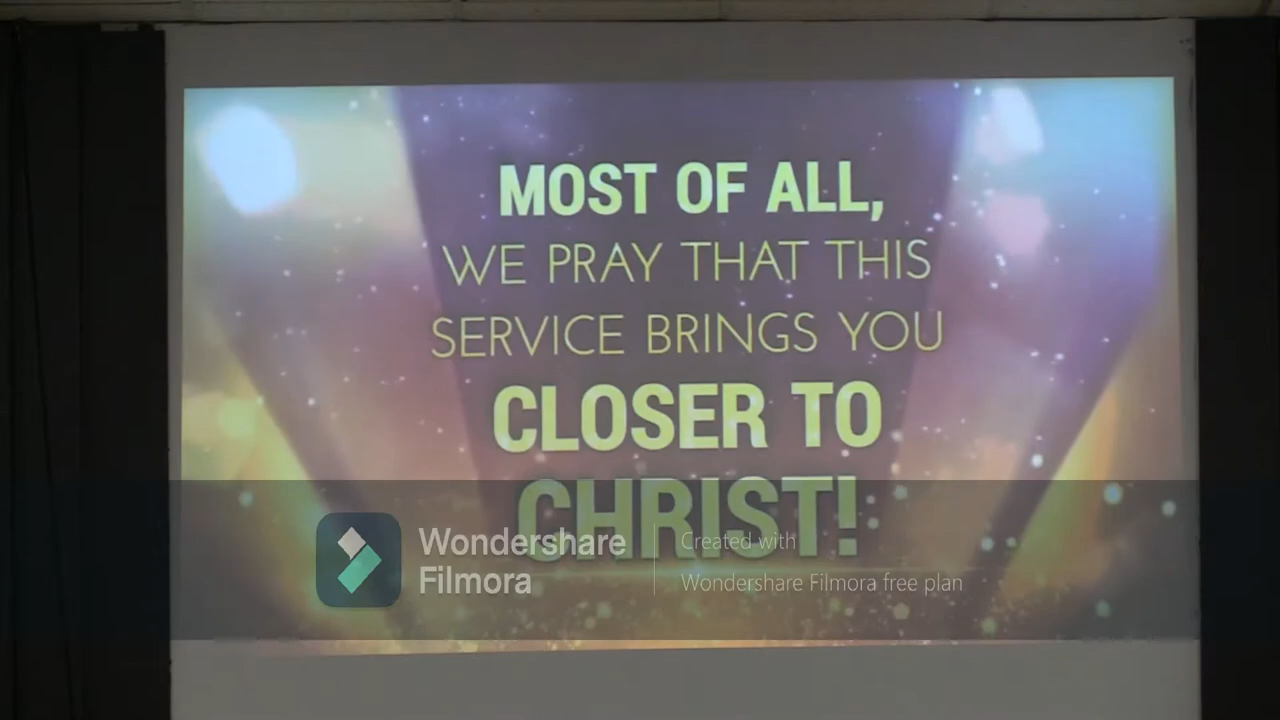 MOST OF ALL,
WE PRAY THAT THIS
SERVICE BRINGS YOU
CLOSER TO
CHRIST!
Wondershare
Filmora
Created with
Wondershare Filmora free plan